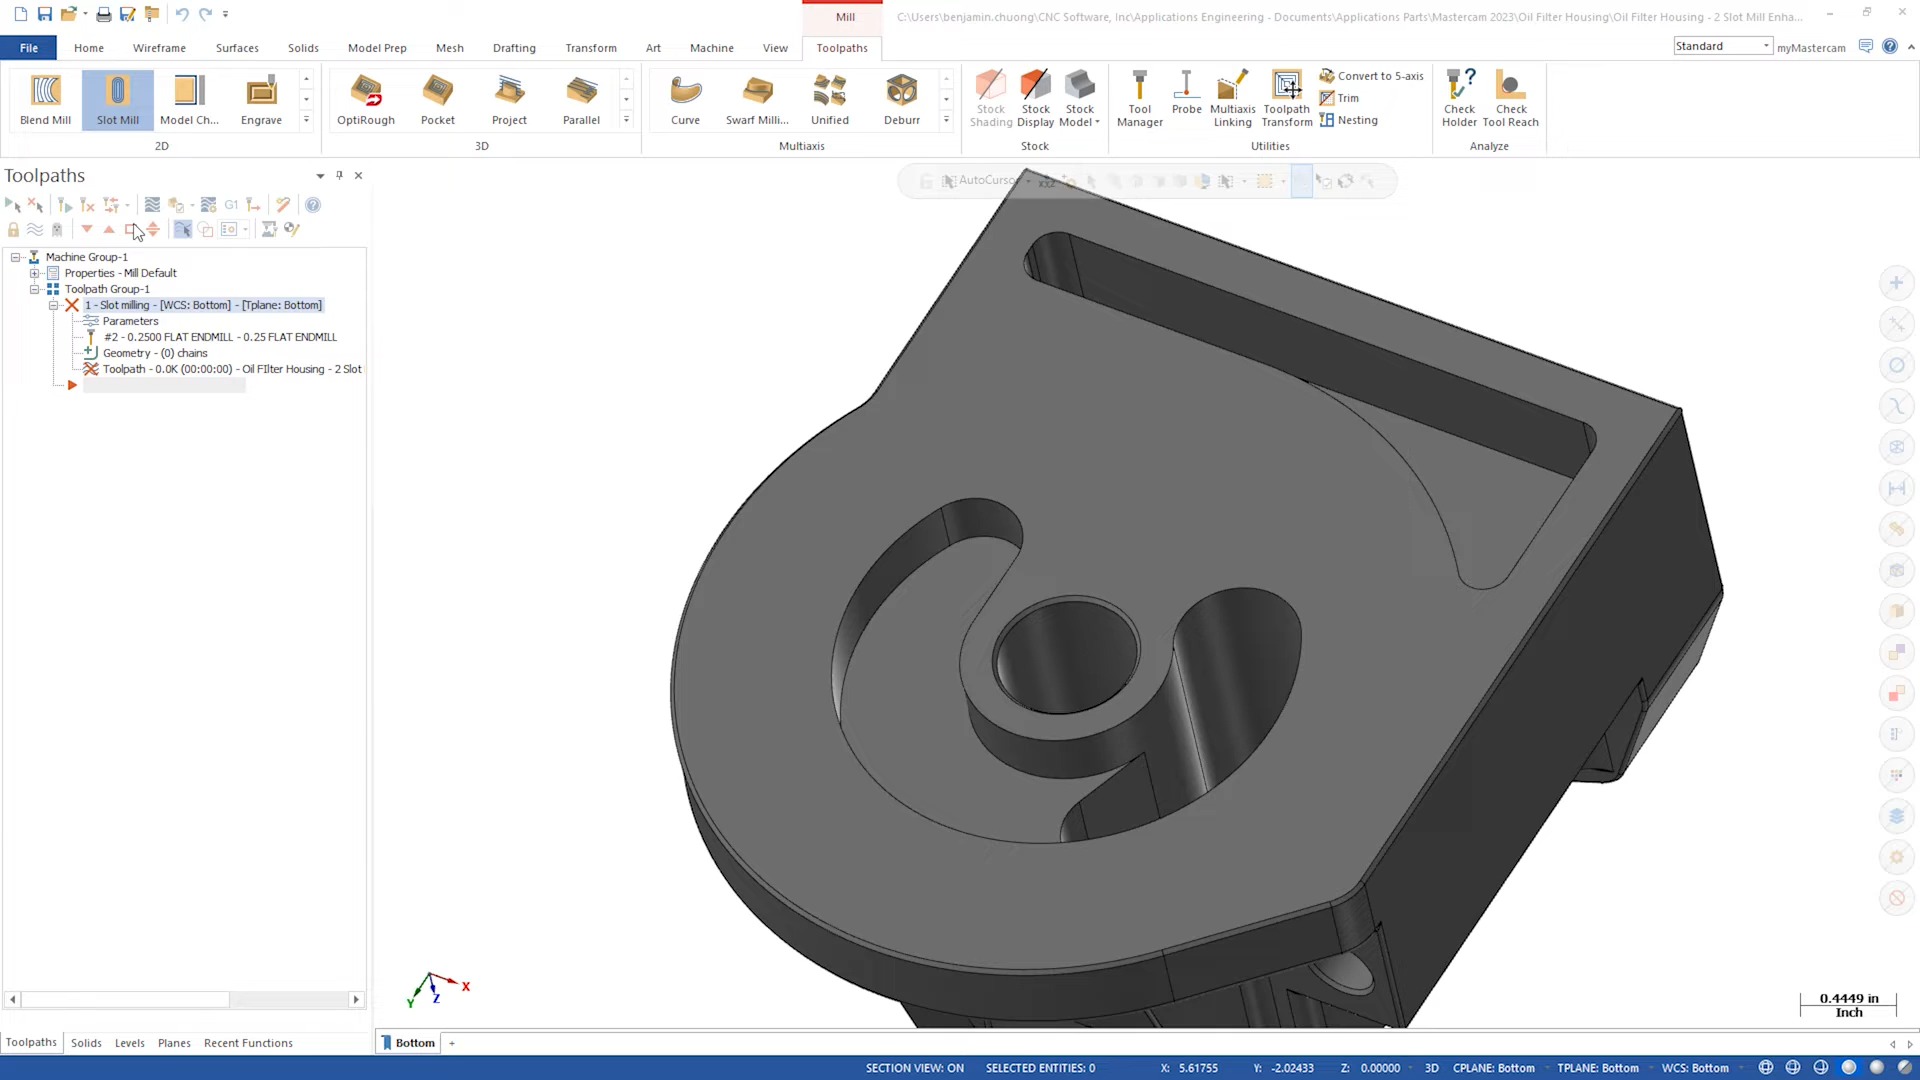 Mill
C:\Users\benjamin.chuong\CNC Software, Inc\Applications Engineering - Documents\Applications Parts\Mastercam 2023\Oil Filter Housing\Oil Filter Housing - 2 Slot Mill Enha...
File
Home
Wireframe
Surfaces
Solids
Model Prep
Mesh
Drafting
Transform
Art
Machine
View
Toolpaths
Standard
myMastercam
Blend Mill
Slot Mill
Model Ch...
Engrave
2D
OptiRough
Pocket
Project
Parallel
3D
Curve
Swarf Milli...
Unified
Deburr
Multiaxis
Stock Shading
Stock Display
Stock Model
Stock
Tool Manager
Probe
Multiaxis Linking
Toolpath Transform
Convert to 5-axis
Trim
Nesting
Utilities
Check Holder
Check Tool Reach
Analyze
Toolpaths
AutoCursor
G1
Machine Group-1
Properties - Mill Default
Toolpath Group-1
1 - Slot milling - [WCS: Bottom] - [Tplane: Bottom]
Parameters
#2 - 0.2500 FLAT ENDMILL - 0.25 FLAT ENDMILL
Geometry - (0) chains
Toolpath - 0.0K (00:00:00) - Oil FIlter Housing - 2 Slot
X
Y
Z
0.4449 in
Inch
Toolpaths
Solids
Levels
Planes
Recent Functions
Bottom
+
SECTION VIEW: ON
SELECTED ENTITIES: 0
X: 5.61755
Y: -2.02433
Z: 0.00000
3D
CPLANE: Bottom
TPLANE: Bottom
WCS: Bottom